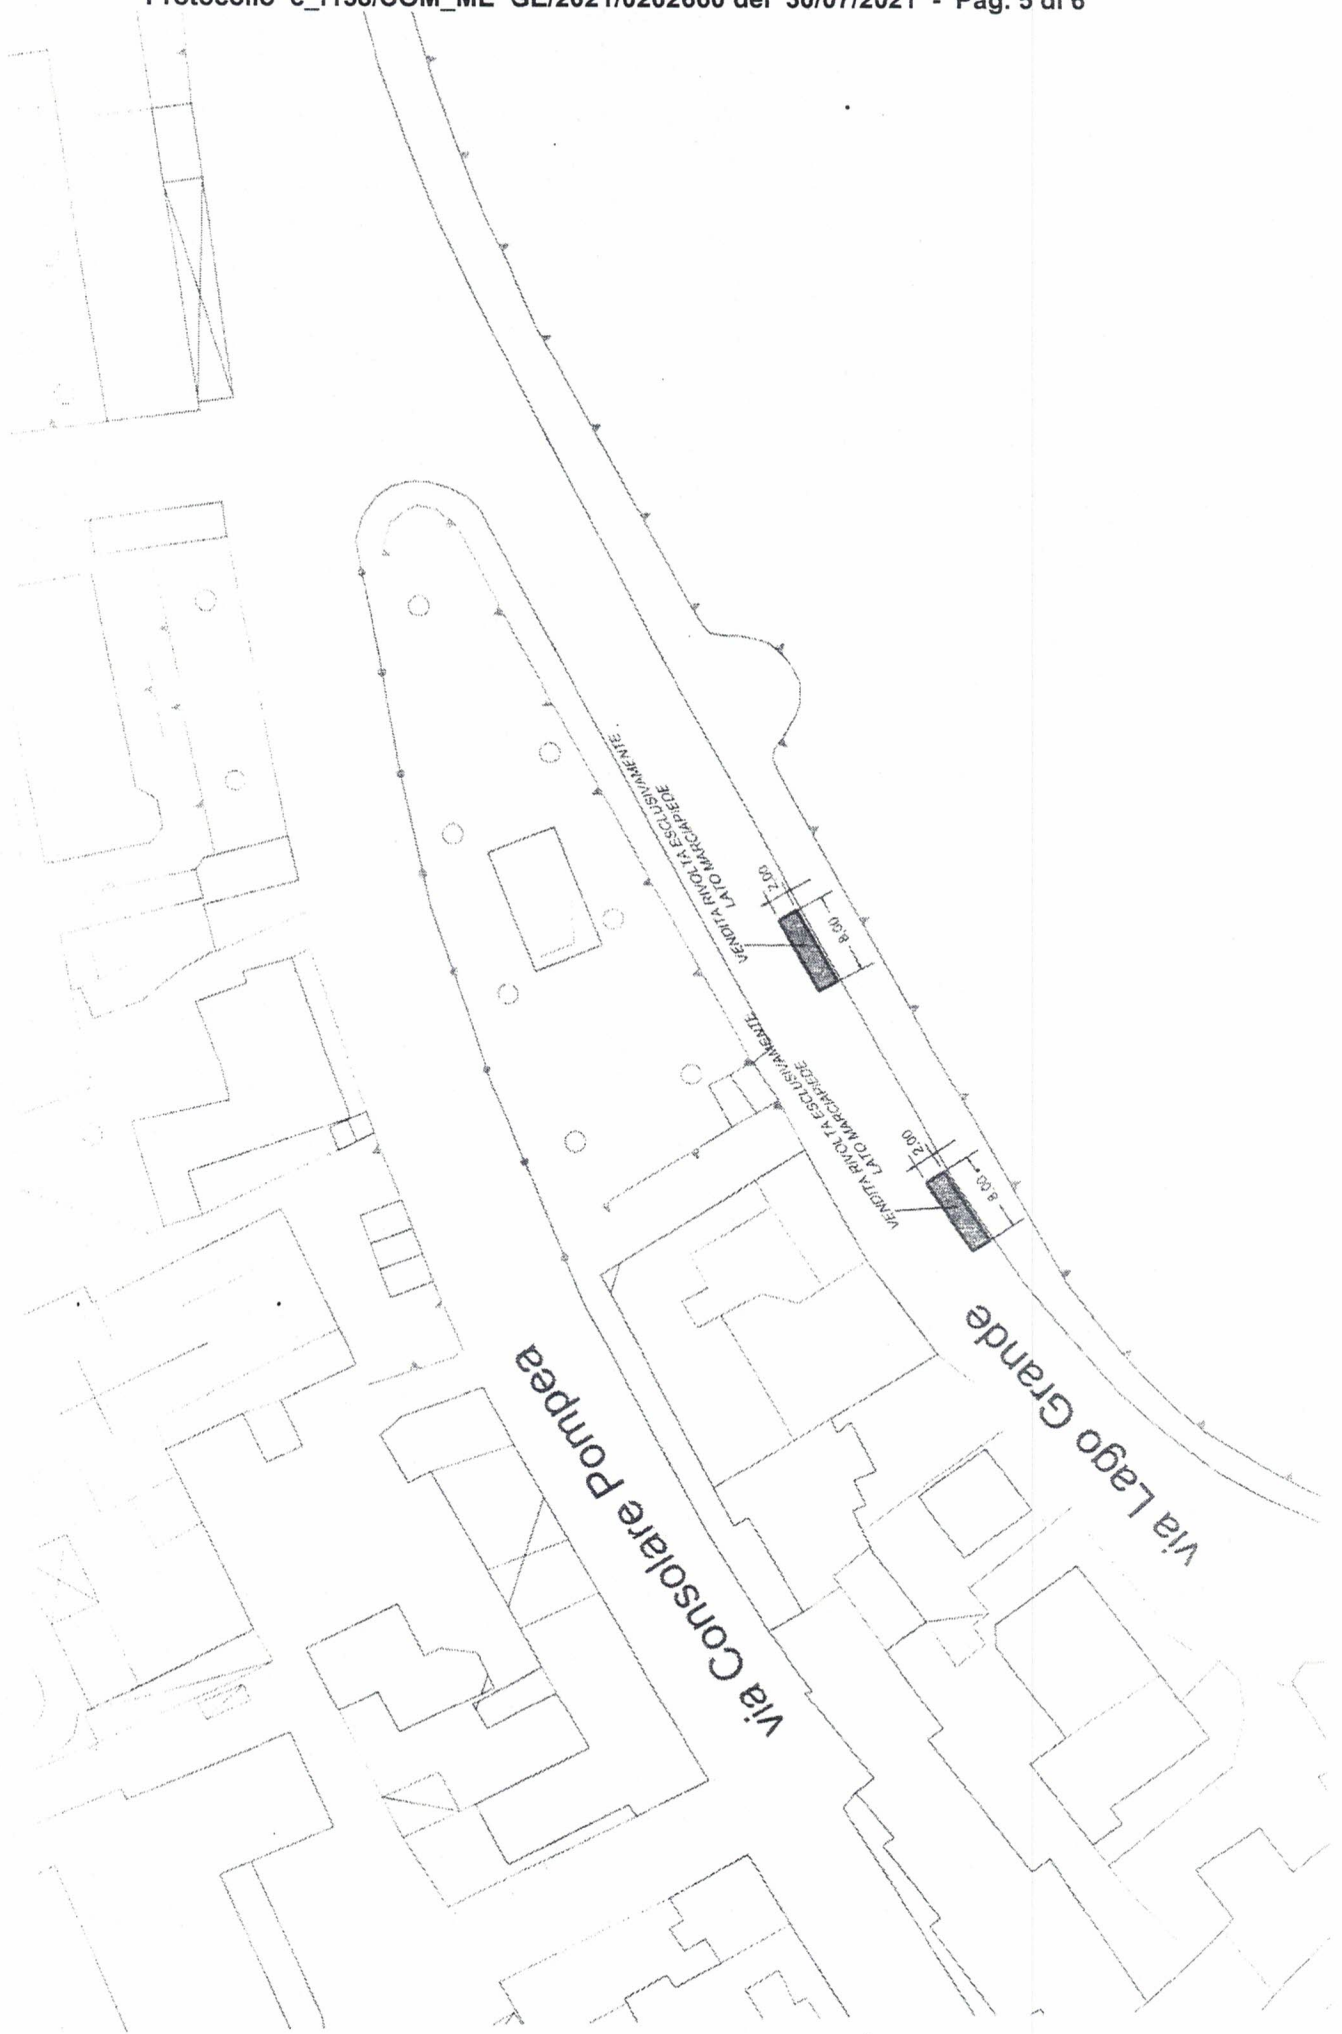 Protocollo c_f158/COM_ME GE/2021/0202660 del 30/07/2021 - Pag. 5 di 6
VENDITA RIVOLTA ESCLUSIVAMENTE
LATO MARCIAPIEDE
2.00
8.00
VENDITA RIVOLTA ESCLUSIVAMENTE
LATO MARCIAPIEDE
2.00
8.00
via Consolare Pompea
via Lago Grande